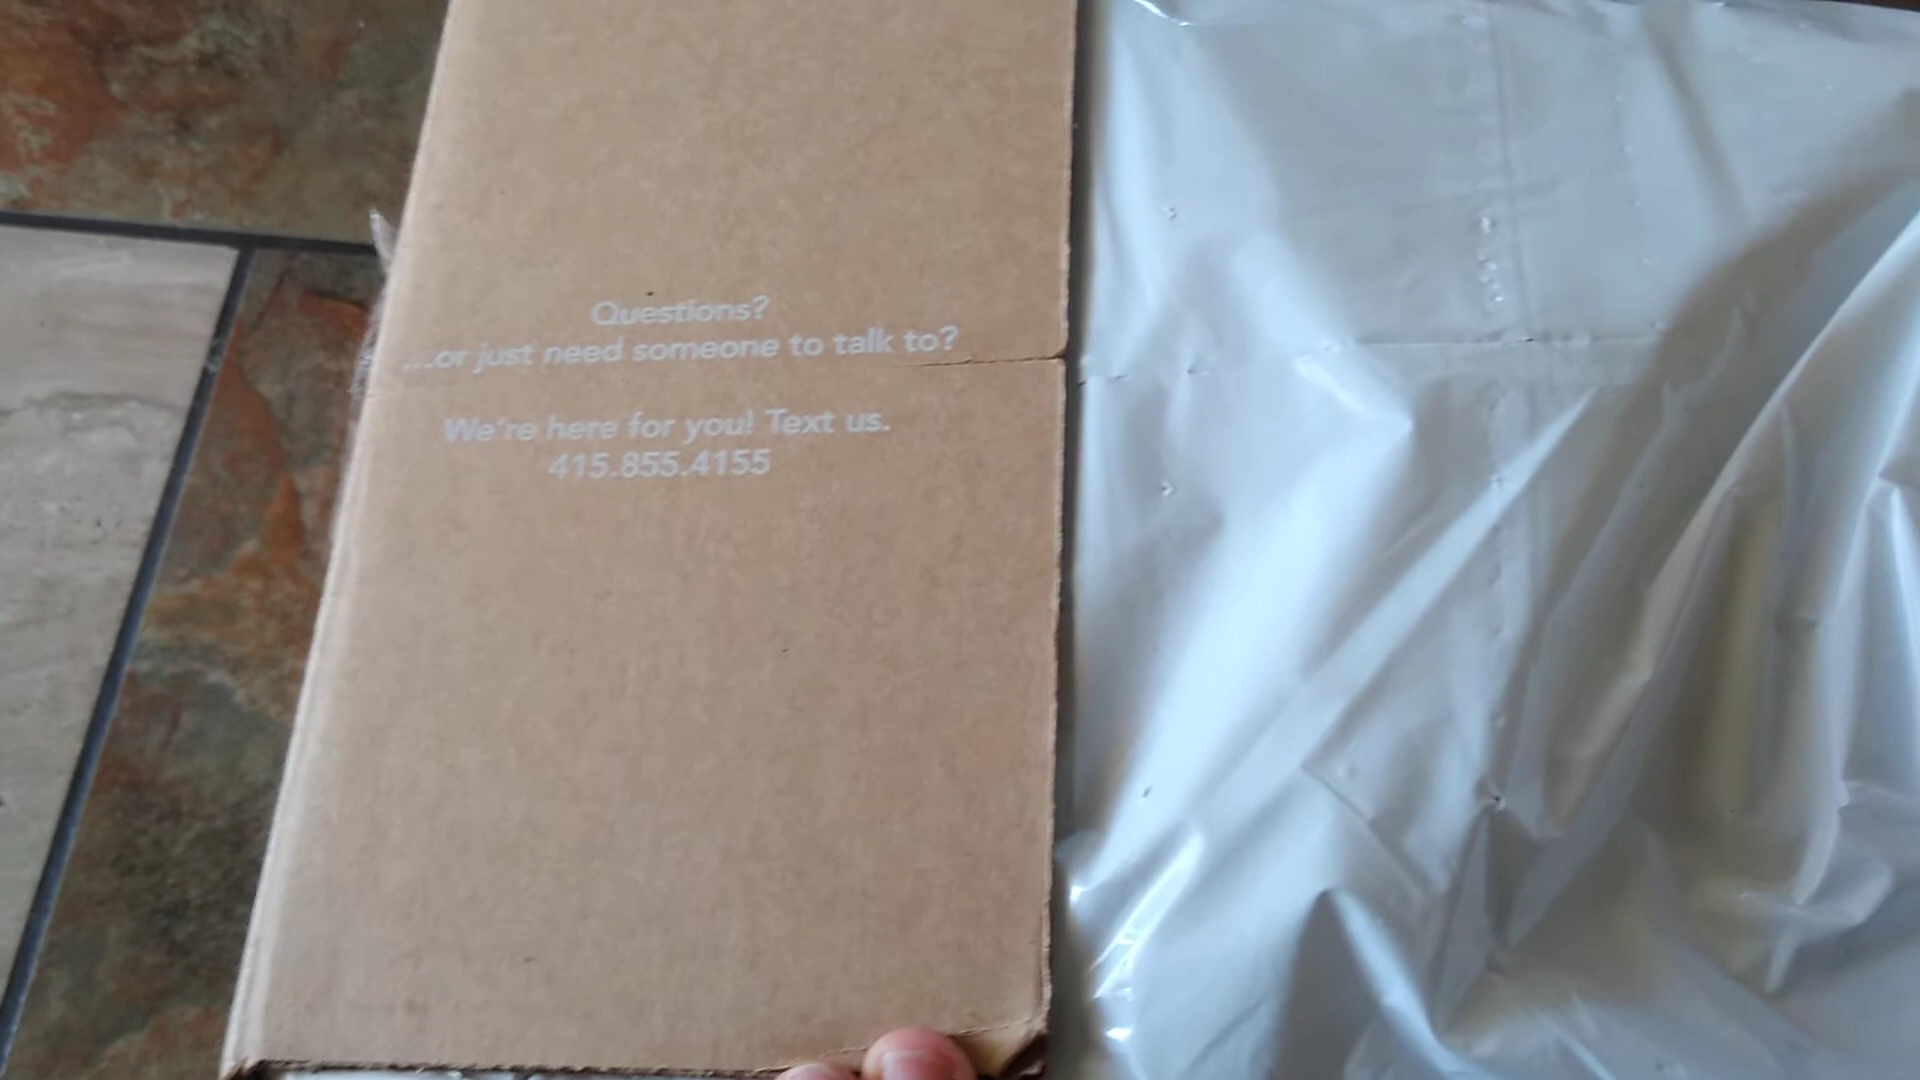 Questions?
...or just need someone to talk to?
We're here for you! Text us.
415.855.4155